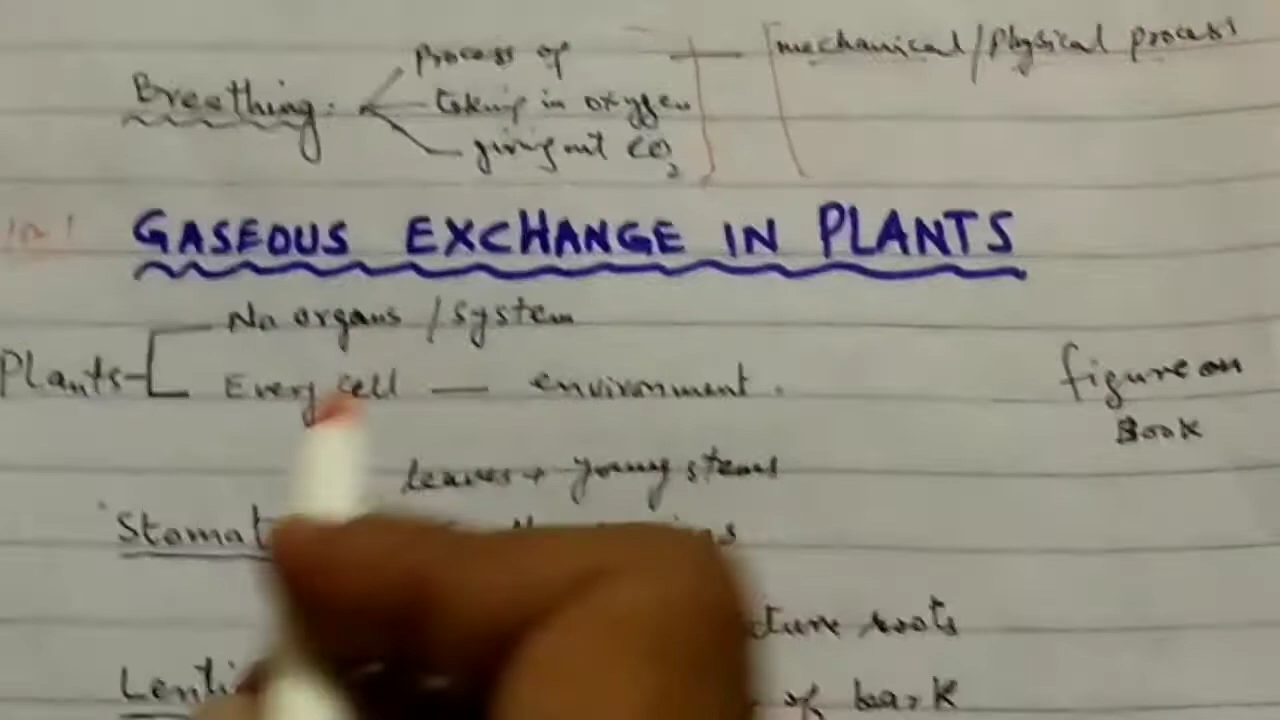 Process of mechanical/Physical process
Breathing: taking in oxygen
giving out CO2
GASEOUS EXCHANGE IN PLANTS
No organs / system
Plants
Every cell — environment.
figure on
Book
leaves + young stems
Stomat
roots
Lenti
of bark